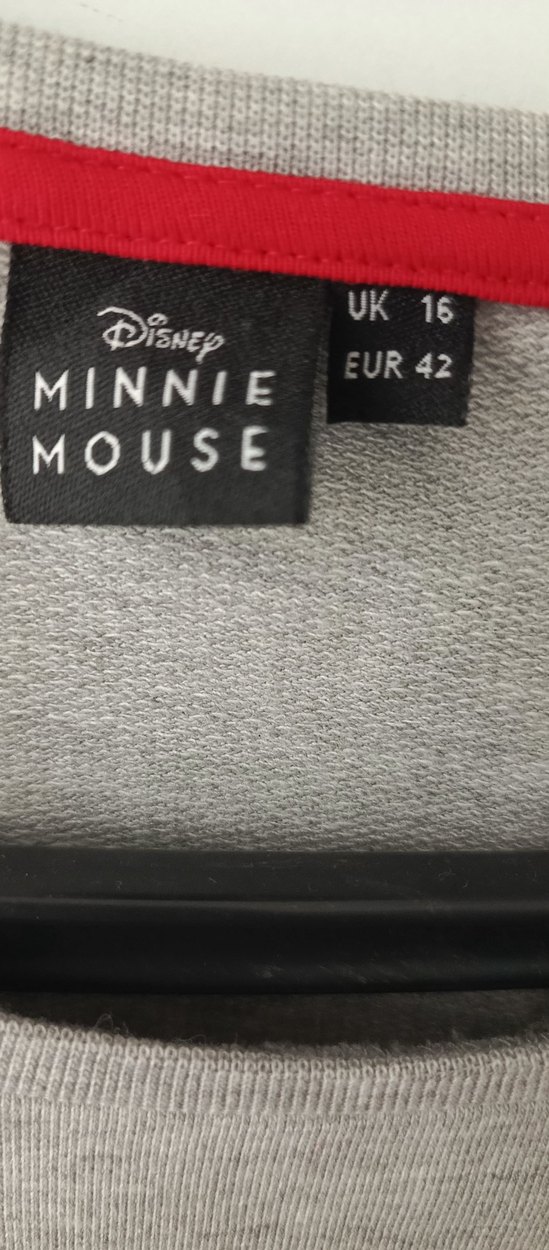 Disney
MINNIE
MOUSE
UK 16
EUR 42